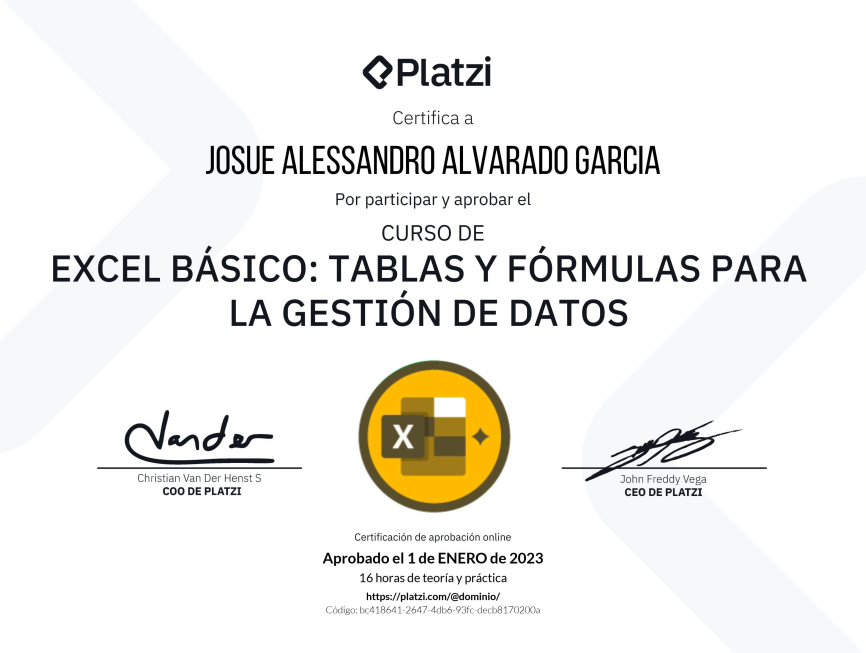 Platzi
Certifica a
JOSUE ALESSANDRO ALVARADO GARCIA
Por participar y aprobar el
CURSO DE
EXCEL BÁSICO: TABLAS Y FÓRMULAS PARA
LA GESTIÓN DE DATOS
Vander
X
Christian Van Der Henst S
COO DE PLATZI
John Freddy Vega
CEO DE PLATZI
Certificación de aprobación online
Aprobado el 1 de ENERO de 2023
16 horas de teoría y práctica
https://platzi.com/@dominio/
Código: bc418641-2647-4db6-93fc-decb8170200a